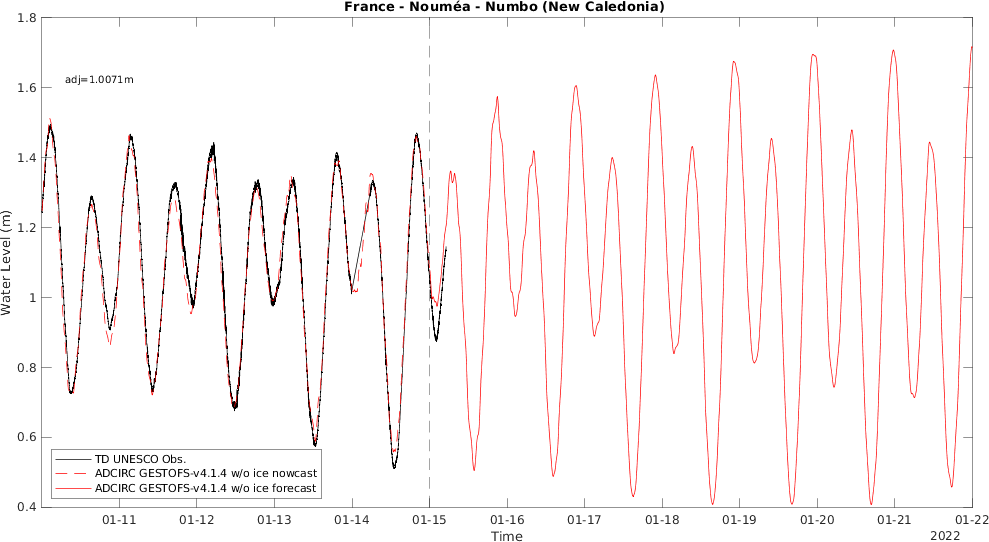 France - Nouméa - Numbo (New Caledonia)
1.8
adj=1.0071m
1.6
1.4
1.2
1
0.8
0.6
0.4
Water Level (m)
TD UNESCO Obs.
ADCIRC GESTOFS-v4.1.4 w/o ice nowcast
ADCIRC GESTOFS-v4.1.4 w/o ice forecast
01-11 01-12 01-13 01-14 01-15 01-16 01-17 01-18 01-19 01-20 01-21 01-22
Time
2022